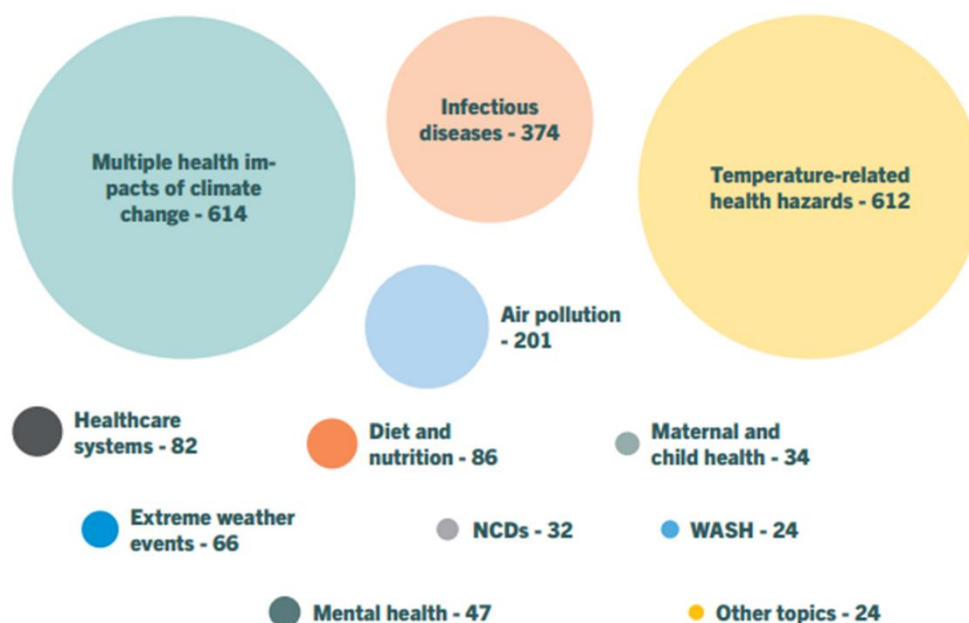 Multiple health im-
pacts of climate
change - 614
Infectious
diseases - 374
Temperature-related
health hazards - 612
Air pollution
- 201
Healthcare
systems - 82
Diet and
nutrition - 86
Maternal and
child health - 34
Extreme weather
events - 66
NCDs - 32
WASH - 24
Mental health - 47
Other topics - 24